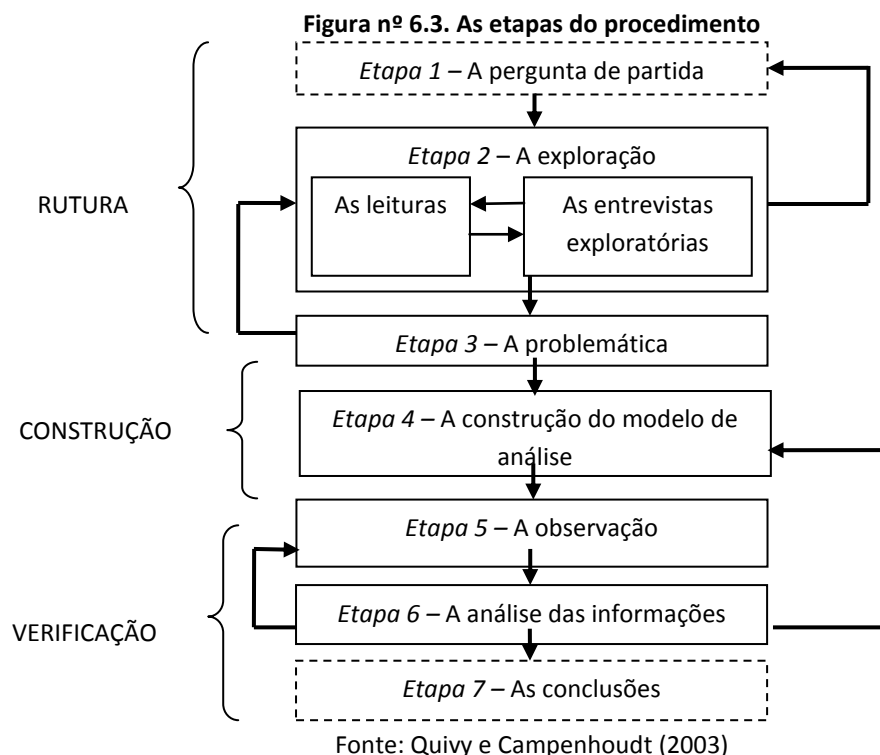 Figura nº 6.3. As etapas do procedimento
Etapa 1 – A pergunta de partida
Etapa 2 – A exploração
As leituras
As entrevistas
exploratórias
RUTURA
Etapa 3 – A problemática
Etapa 4 – A construção do modelo de
análise
CONSTRUÇÃO
Etapa 5 – A observação
Etapa 6 – A análise das informações
VERIFICAÇÃO
Etapa 7 – As conclusões
Fonte: Quivy e Campenhoudt (2003)